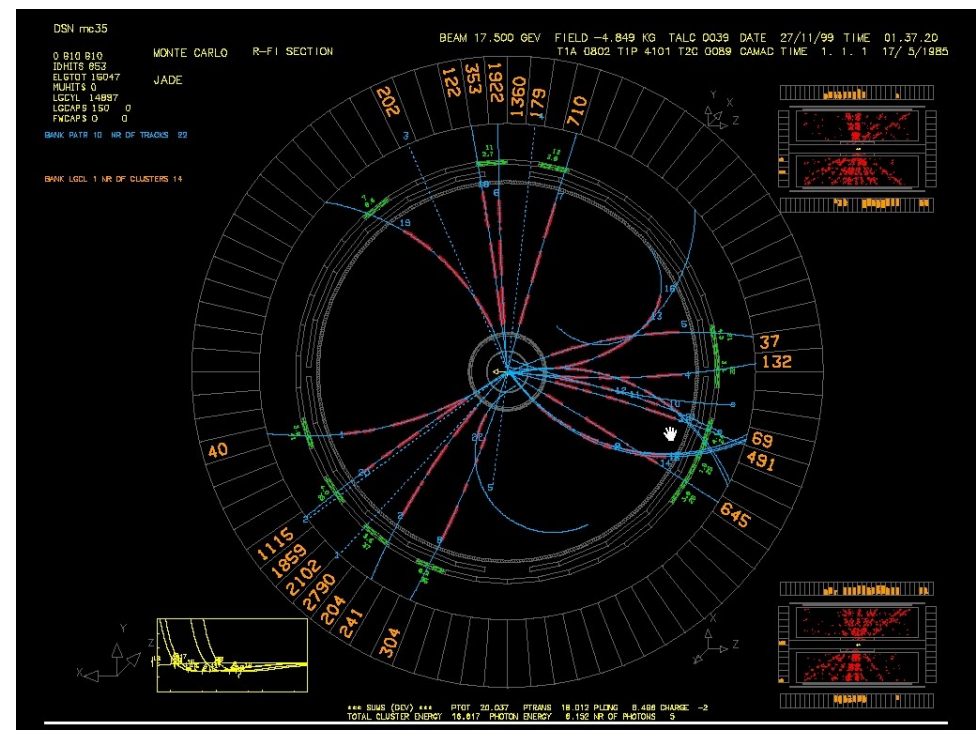 DSN mc35
BEAM 17.500 GEV FIELD -4.849 KG TALC 0039 DATE 27/11/99 TIME 01.37.20
T1A 0802 T1P 4101 T2C 0089 CAMAC TIME 1. 1. 1 17/ 5/1985
MONTE CARLO R-FI SECTION
JADE
IDHITS 853
ELGTOT 15047
MUHITS 0
LGCYL 14897
LGCAPS 150 0
FWCAPS 0 0
BANK PATR 10 NR OF TRACKS 22
BANK LGCL 1 NR OF CLUSTERS 14
202
122
353
1922
1360
179
710
37
132
69
491
645
40
1115
1859
2102
2790
204
241
304
Y
X
Z
Y
X
Z
X
Z
*** SUMS (GEV) *** PTOT 20.037 PTRANS 18.012 PLONG 8.486 CHARGE -2
TOTAL CLUSTER ENERGY 16.617 PHOTON ENERGY 6.192 NR OF PHOTONS 5